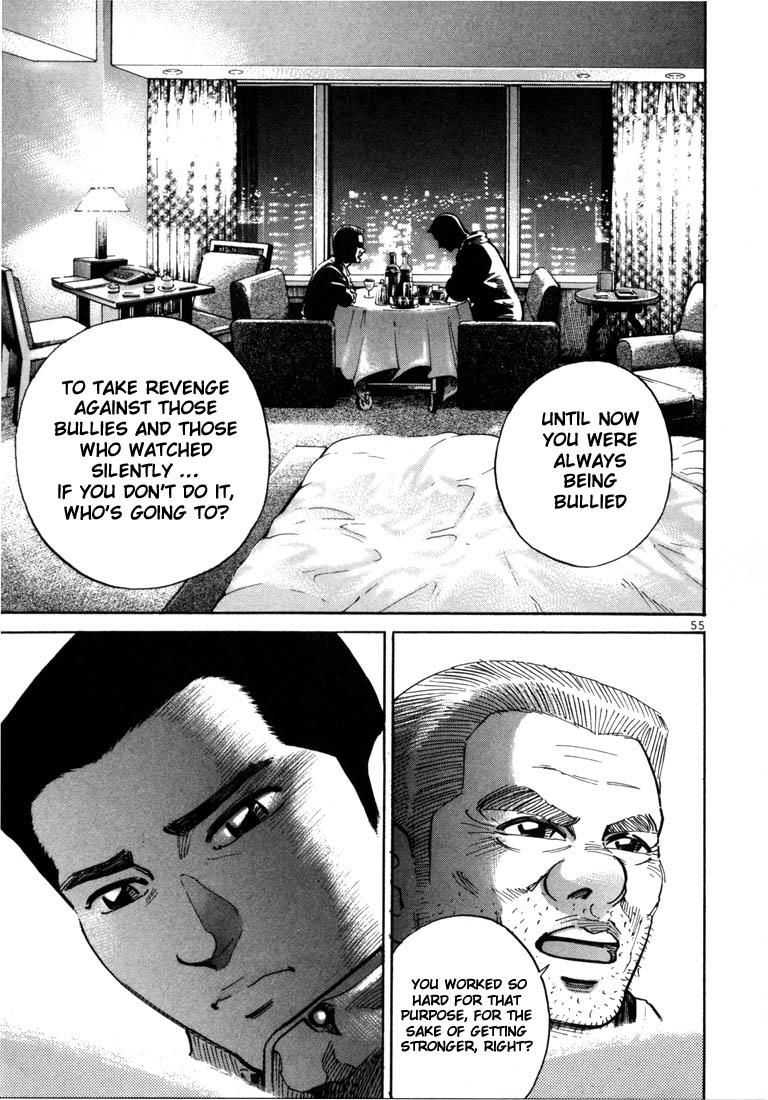 UNTIL NOW
YOU WERE
ALWAYS
BEING
BULLIED
TO TAKE REVENGE
AGAINST THOSE
BULLIES AND THOSE
WHO WATCHED
SILENTLY ...
IF YOU DON'T DO IT,
WHO'S GOING TO?
55
YOU WORKED SO
HARD FOR THAT
PURPOSE, FOR THE
SAKE OF GETTING
STRONGER, RIGHT?